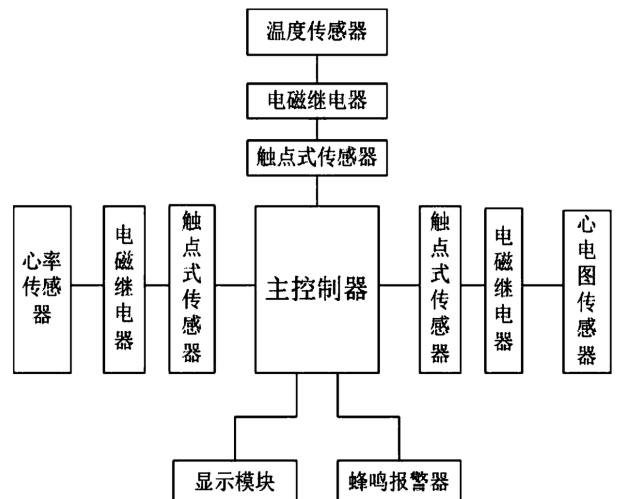 温度传感器
电磁继电器
触点式传感器
心率
传感
器
电磁继电器
触点式传感器
主控制器
触点式传感器
电磁继电器
心电图传感器
显示模块
蜂鸣报警器